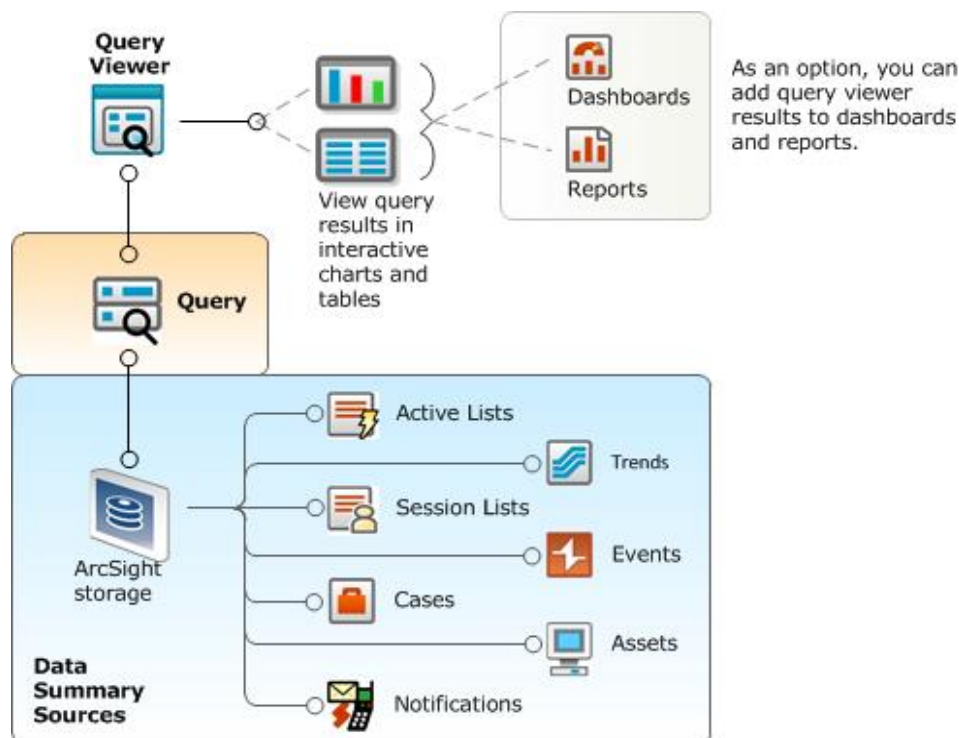 Query
Viewer
View query
results in
interactive
charts and
tables
Dashboards
Reports
As an option, you can
add query viewer
results to dashboards
and reports.
Query
ArcSight
storage
Active Lists
Trends
Session Lists
Events
Cases
Assets
Notifications
Data
Summary
Sources